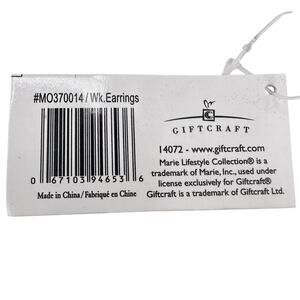 #MO370014 / Wk.Earrings
0 67103 94653 6
Made in China / Fabriqué en Chine
GIFTCRAFT
14072 - www.giftcraft.com
Marie Lifestyle Collection® is a
trademark of Marie, Inc., used under
license exclusively for Giftcraft®
Giftcraft is a trademark of Giftcraft Ltd.